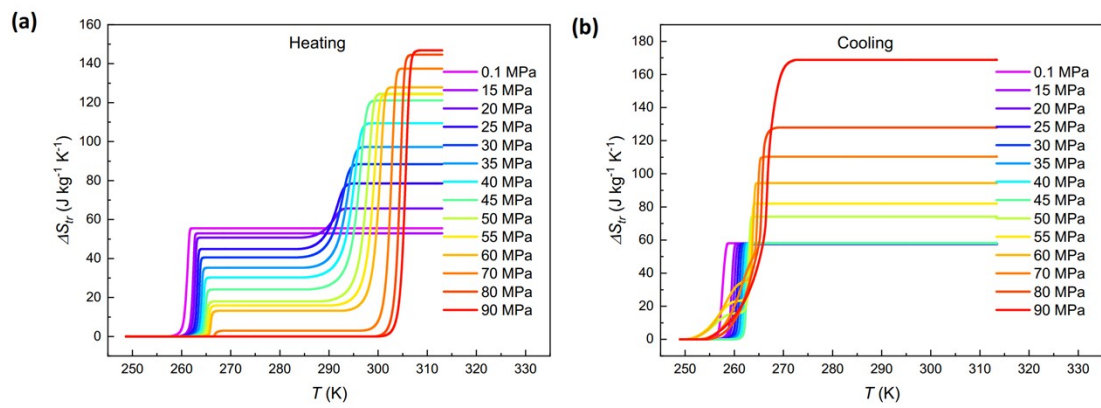 (a)
Heating
ΔS_tr (J kg⁻¹ K⁻¹)
160
140
120
100
80
60
40
20
0
250 260 270 280 290 300 310 320 330
T (K)
0.1 MPa
15 MPa
20 MPa
25 MPa
30 MPa
35 MPa
40 MPa
45 MPa
50 MPa
55 MPa
60 MPa
70 MPa
80 MPa
90 MPa
(b)
Cooling
ΔS_tr (J kg⁻¹ K⁻¹)
180
160
140
120
100
80
60
40
20
0
250 260 270 280 290 300 310 320 330
T (K)
0.1 MPa
15 MPa
20 MPa
25 MPa
30 MPa
35 MPa
40 MPa
45 MPa
50 MPa
55 MPa
60 MPa
70 MPa
80 MPa
90 MPa